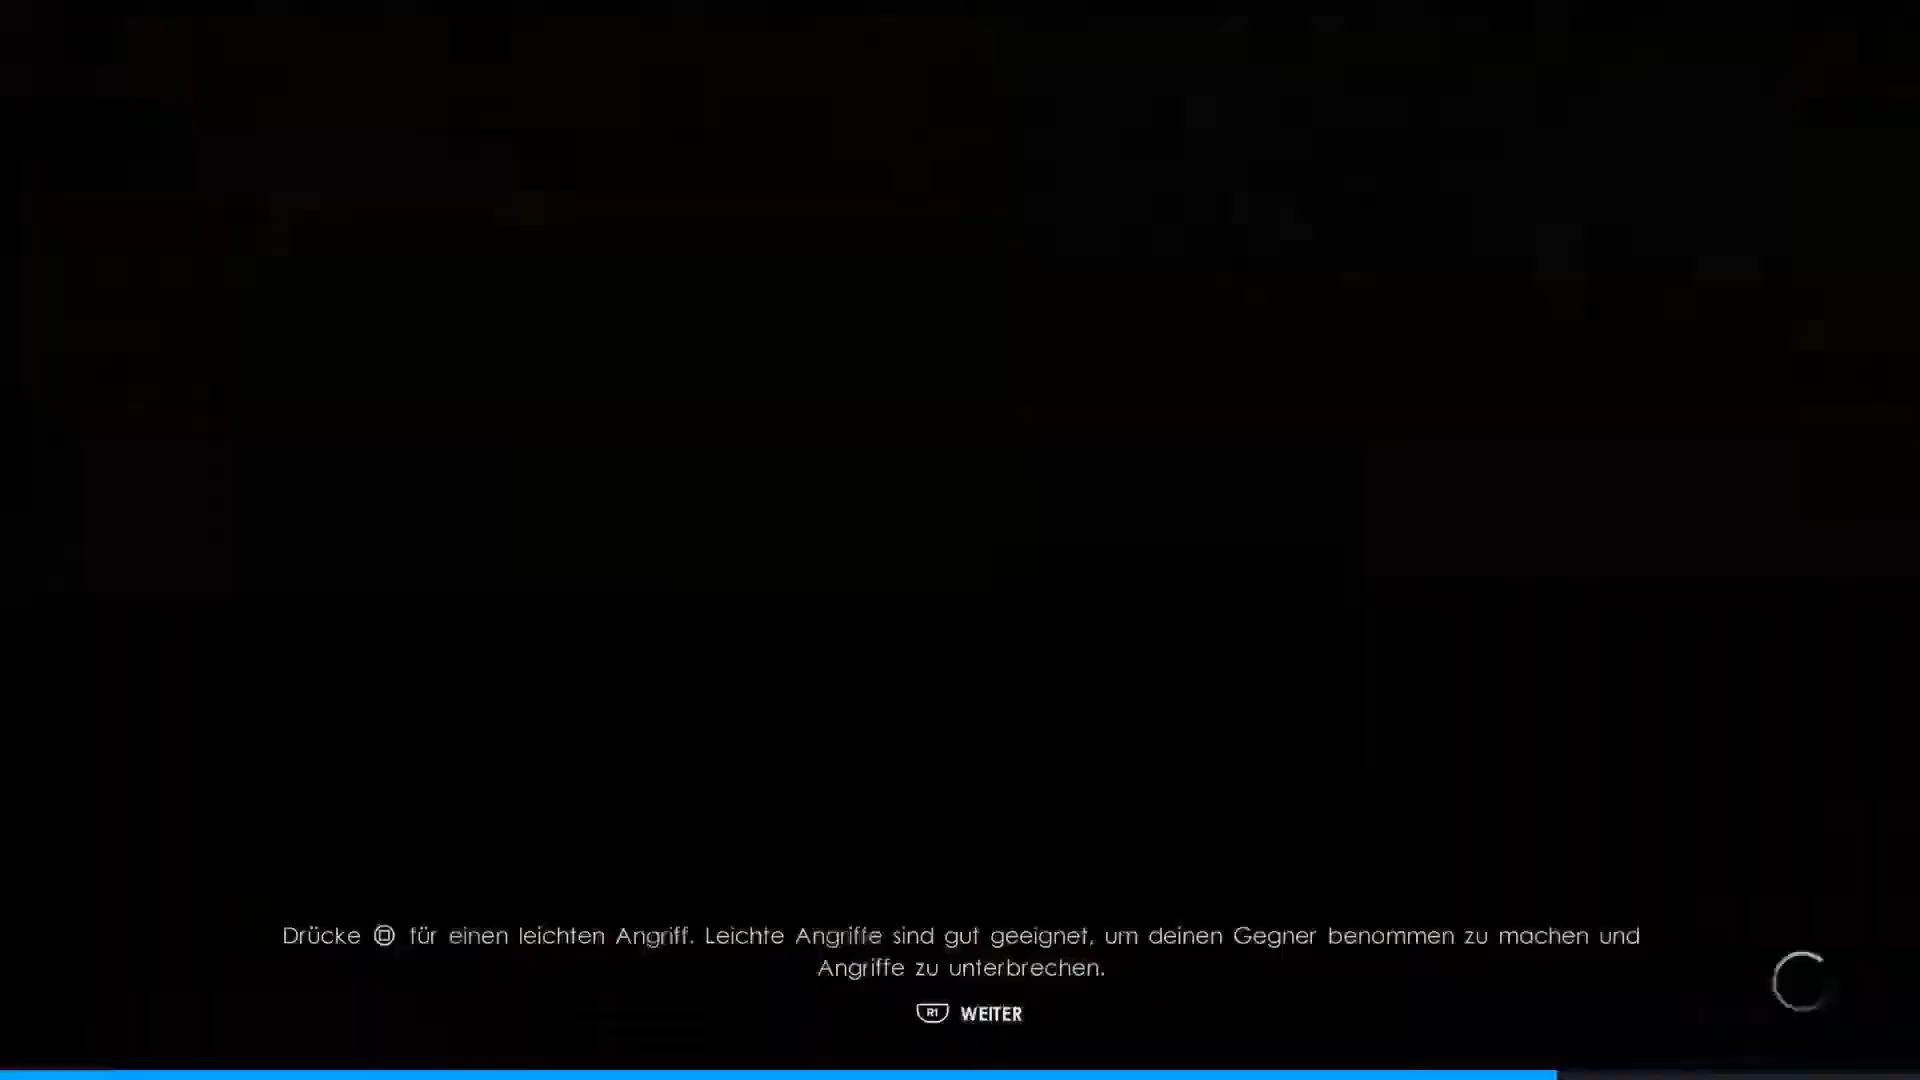 Drücke für einen leichten Angriff. Leichte Angriffe sind gut geeignet, um deinen Gegner benommen zu machen und
Angriffe zu unterbrechen.
R1 WEITER